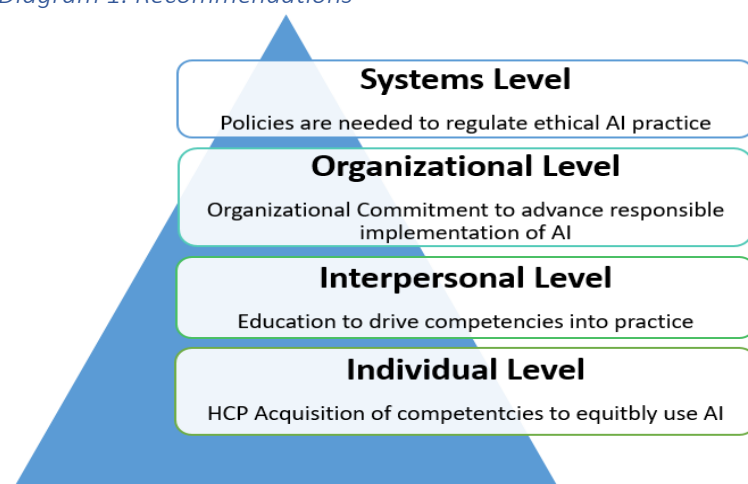 Diagram 1: Recommendations
Systems Level
Policies are needed to regulate ethical AI practice
Organizational Level
Organizational Commitment to advance responsible
implementation of AI
Interpersonal Level
Education to drive competencies into practice
Individual Level
HCP Acquisition of competentcies to equitbly use AI